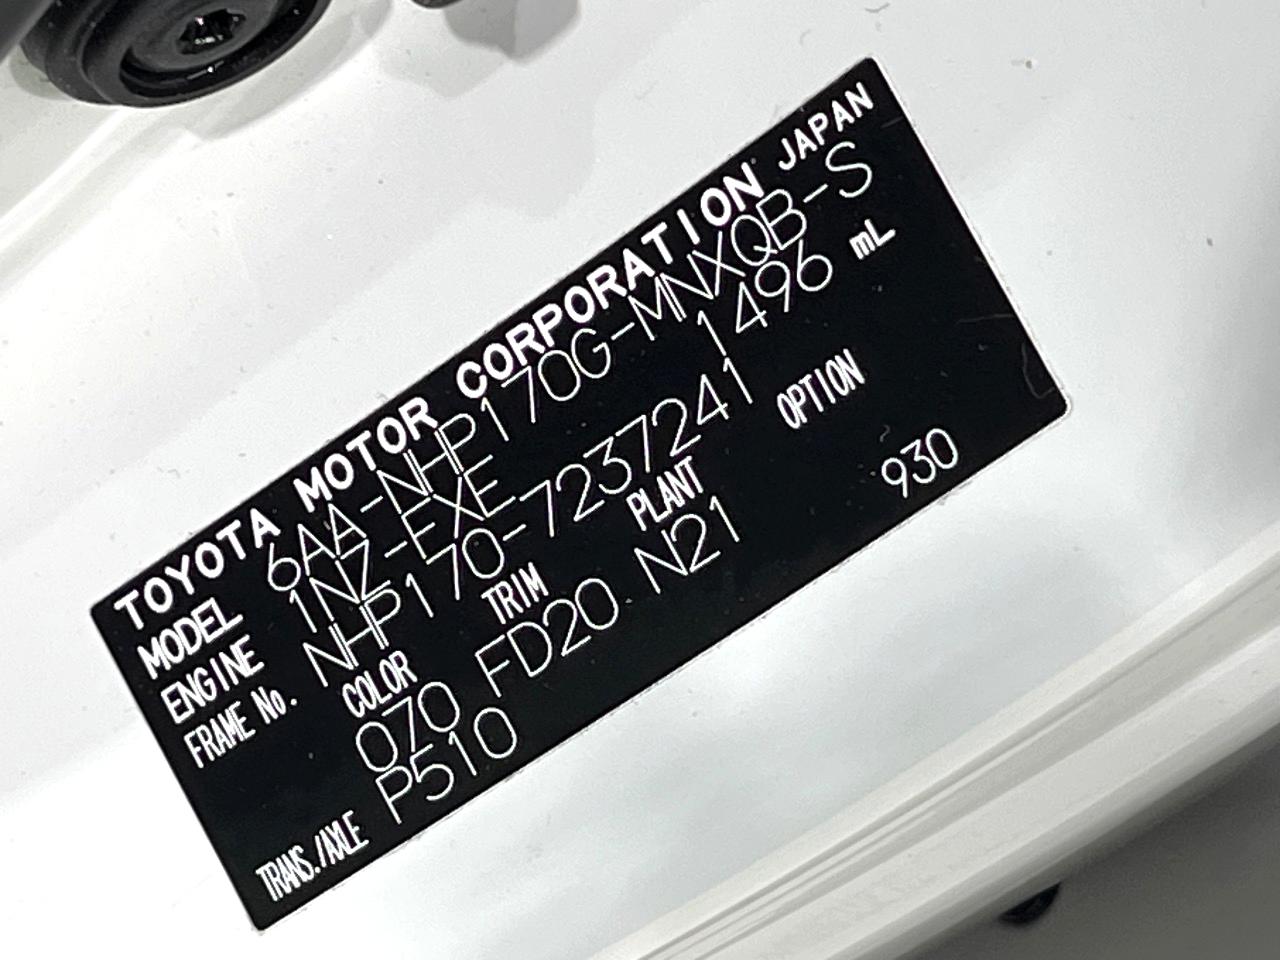 TOYOTA MOTOR CORPORATION JAPAN
MODEL 6AA-NHP170G-MNXQB-S
ENGINE 1NZ-EXE 1496 mL
FRAME No. NHP170-7237241
COLOR TRIM PLANT OPTION
070 FD20 N21 930
TRANS./AXLE P510